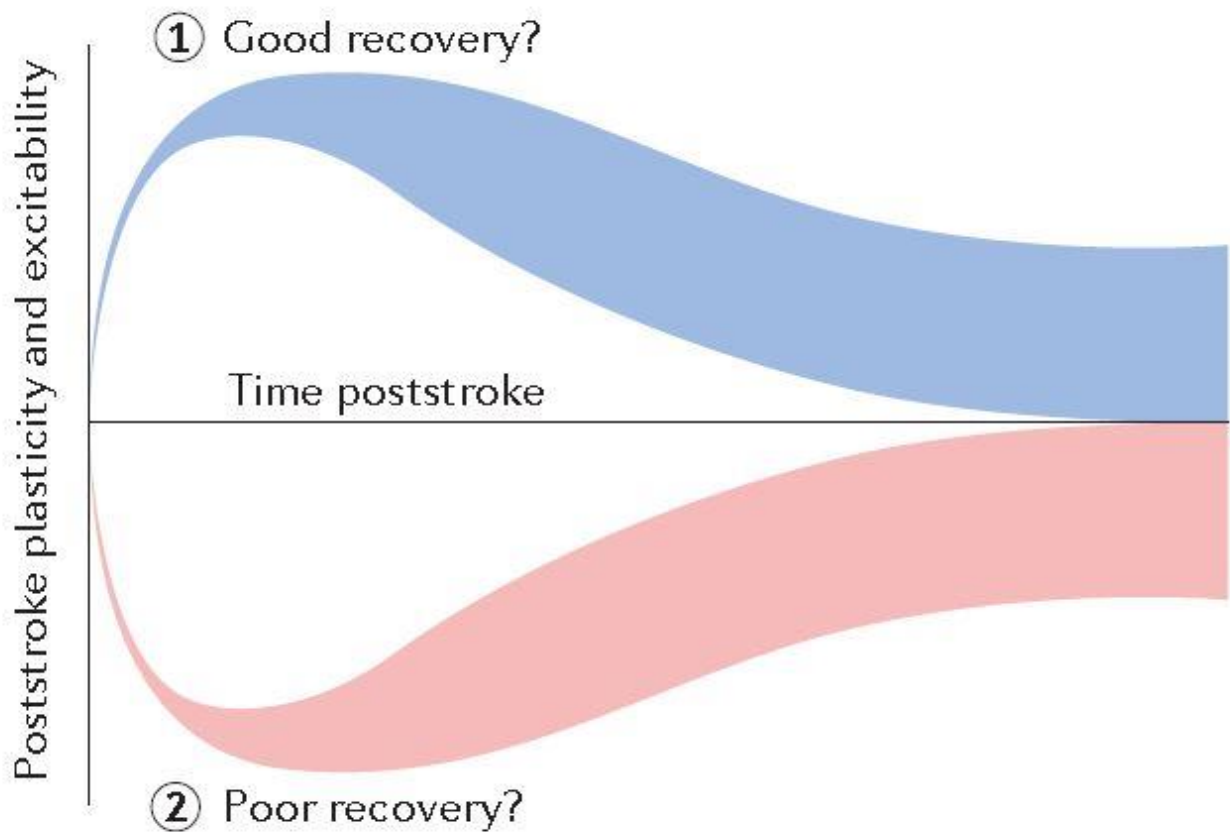 ① Good recovery?
Poststroke plasticity and excitability
Time poststroke
② Poor recovery?